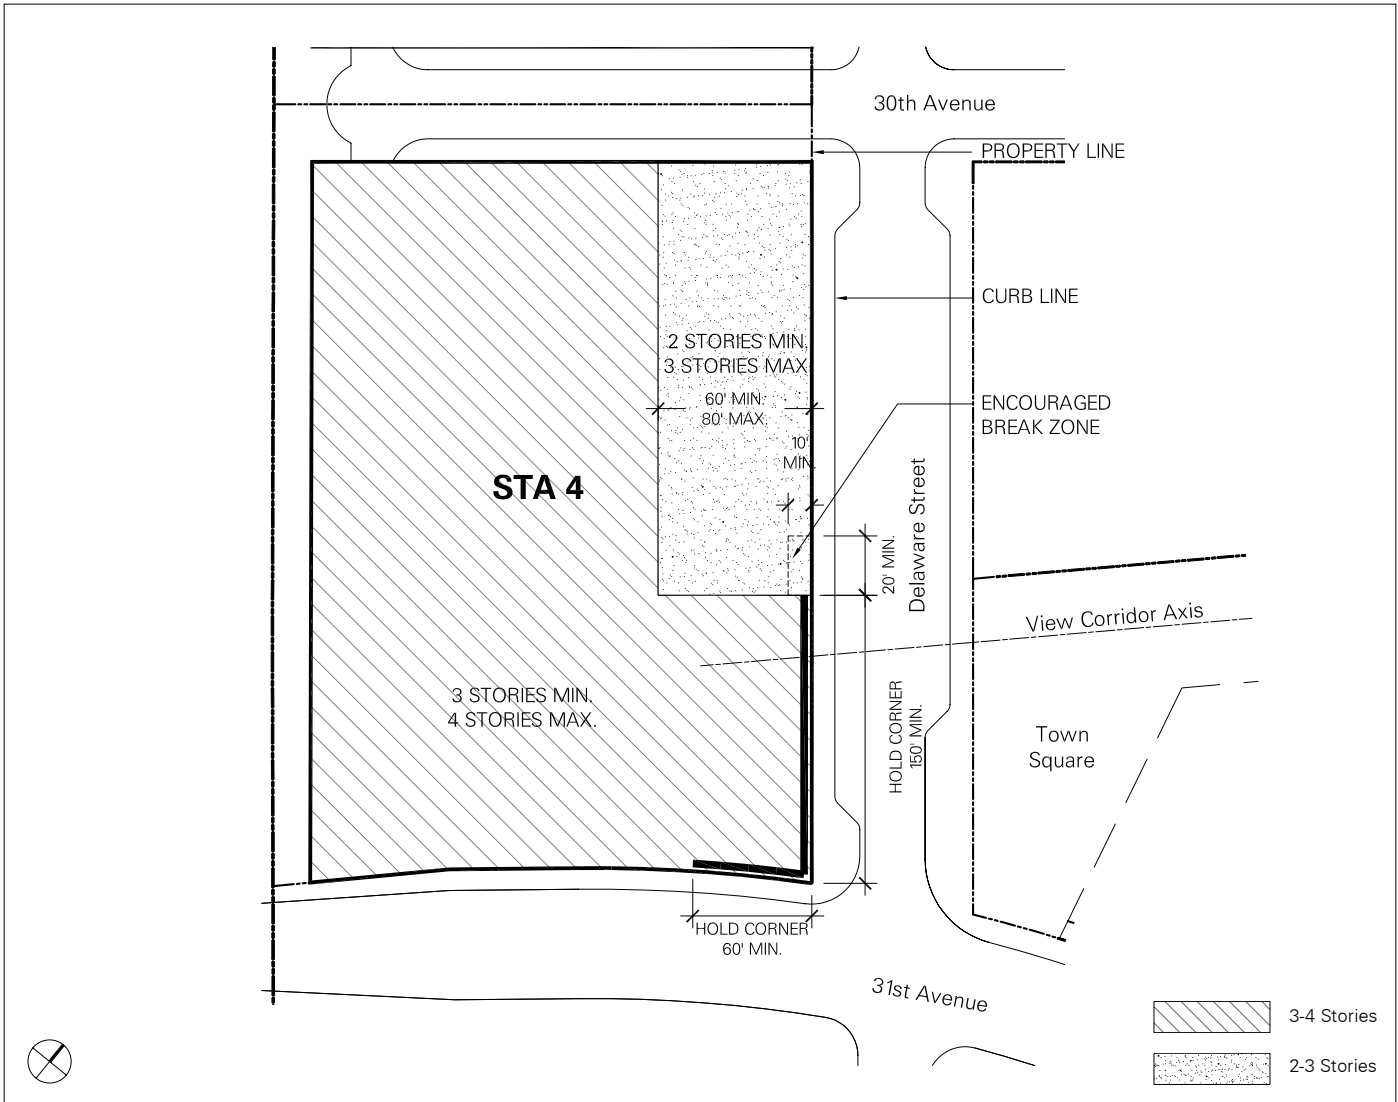 30th Avenue
PROPERTY LINE
CURB LINE
2 STORIES MIN.
3 STORIES MAX
60' MIN.
80' MAX.
ENCOURAGED
BREAK ZONE
10'
MIN.
STA 4
20' MIN.
Delaware Street
View Corridor Axis
3 STORIES MIN.
4 STORIES MAX.
HOLD CORNER
150' MIN.
Town
Square
HOLD CORNER
60' MIN.
31st Avenue
3-4 Stories
2-3 Stories